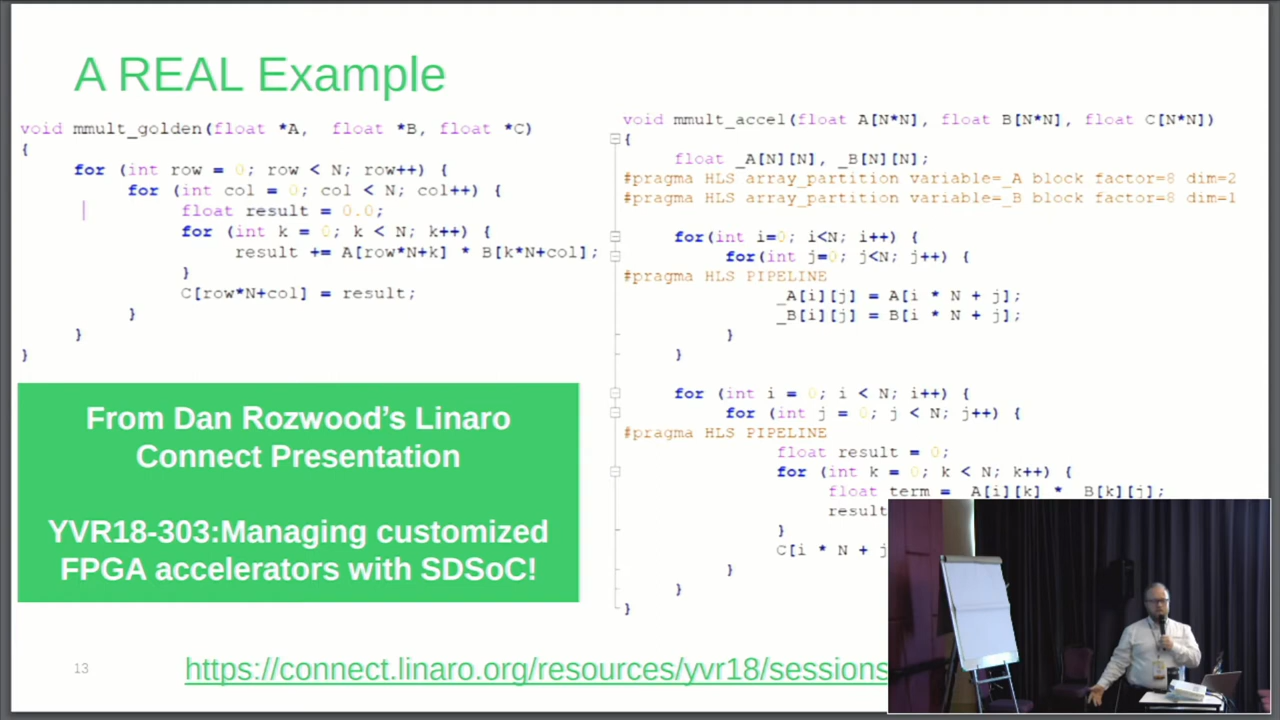 A REAL Example
void mmult_golden(float *A, float *B, float *C)
{
for (int row = 0; row < N; row++) {
for (int col = 0; col < N; col++) {
float result = 0.0;
for (int k = 0; k < N; k++) {
result += A[row*N+k] * B[k*N+col];
}
C[row*N+col] = result;
}
}
}
void mmult_accel(float A[N*N], float B[N*N], float C[N*N])
{
float _A[N][N], _B[N][N];
#pragma HLS array_partition variable=_A block factor=8 dim=2
#pragma HLS array_partition variable=_B block factor=8 dim=1
for(int i=0; i<N; i++) {
for(int j=0; j<N; j++) {
#pragma HLS PIPELINE
_A[i][j] = A[i * N + j];
_B[i][j] = B[i * N + j];
}
}
for (int i = 0; i < N; i++) {
for (int j = 0; j < N; j++) {
#pragma HLS PIPELINE
float result = 0;
for (int k = 0; k < N; k++) {
float term = _A[i][k] * _B[k][j];
result
}
C[i * N + j
}
}
}
From Dan Rozwood’s Linaro
Connect Presentation
YVR18-303:Managing customized
FPGA accelerators with SDSoC!
13
https://connect.linaro.org/resources/yvr18/sessions